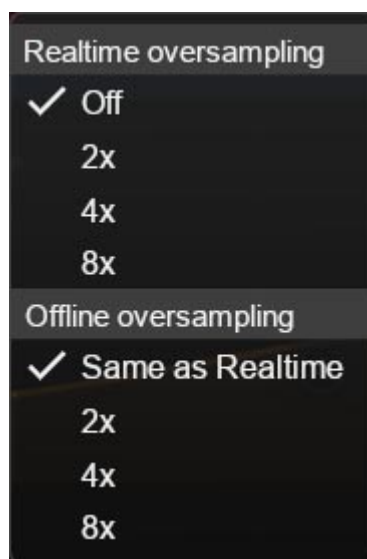 Realtime oversampling
Off
2x
4x
8x
Offline oversampling
Same as Realtime
2x
4x
8x